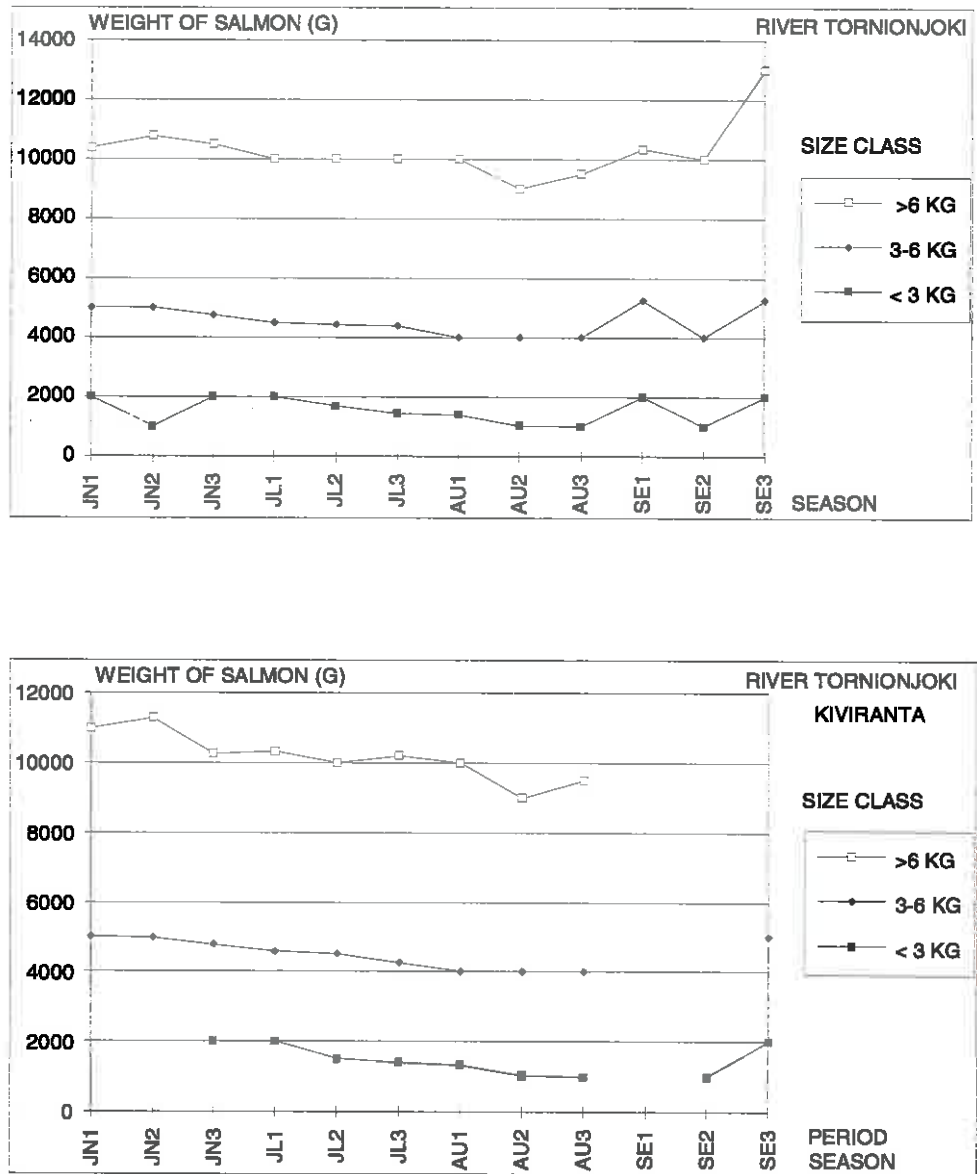 WEIGHT OF SALMON (G)
RIVER TORNIONJOKI
14000
12000
10000
8000
6000
4000
2000
0
SIZE CLASS
>6 KG
3-6 KG
< 3 KG
JN1 JN2 JN3 JL1 JL2 JL3 AU1 AU2 AU3 SE1 SE2 SE3
SEASON
WEIGHT OF SALMON (G)
RIVER TORNIONJOKI
KIVIRANTA
12000
10000
8000
6000
4000
2000
0
SIZE CLASS
>6 KG
3-6 KG
< 3 KG
JN1 JN2 JN3 JL1 JL2 JL3 AU1 AU2 AU3 SE1 SE2 SE3
PERIOD
SEASON